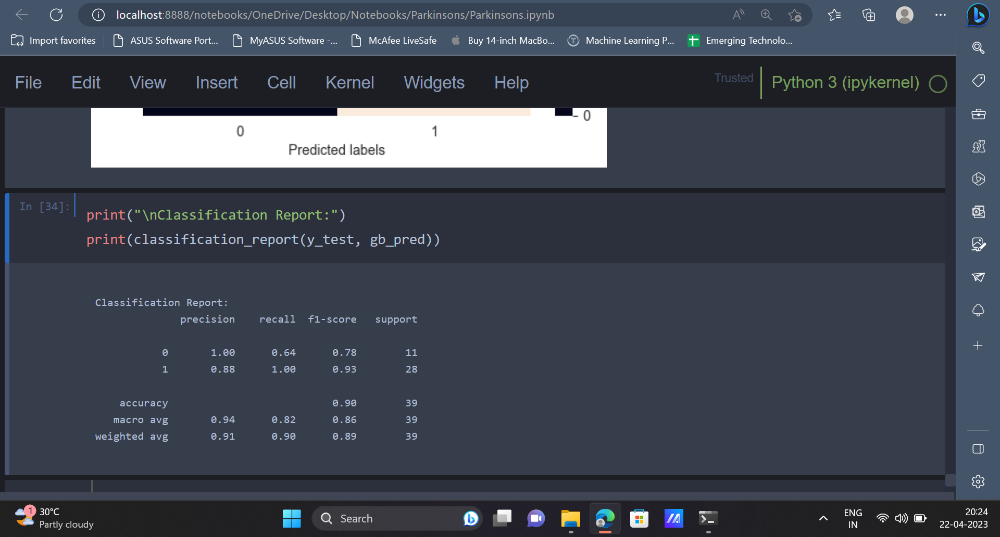 localhost:8888/notebooks/OneDrive/Desktop/Notebooks/Parkinsons/Parkinsons.ipynb
Import favorites ASUS Software Port... MyASUS Software -... McAfee LiveSafe Buy 14-inch MacBo... Machine Learning P... Emerging Technolo...
File Edit View Insert Cell Kernel Widgets Help Trusted Python 3 (ipykernel)
- 0
0 1
Predicted labels
In [34]:
print("\nClassification Report:")
print(classification_report(y_test, gb_pred))
Classification Report:
precision recall f1-score support
0 1.00 0.64 0.78 11
1 0.88 1.00 0.93 28
accuracy 0.90 39
macro avg 0.94 0.82 0.86 39
weighted avg 0.91 0.90 0.89 39
1
30°C
Partly cloudy
Search
ENG
IN
20:24
22-04-2023